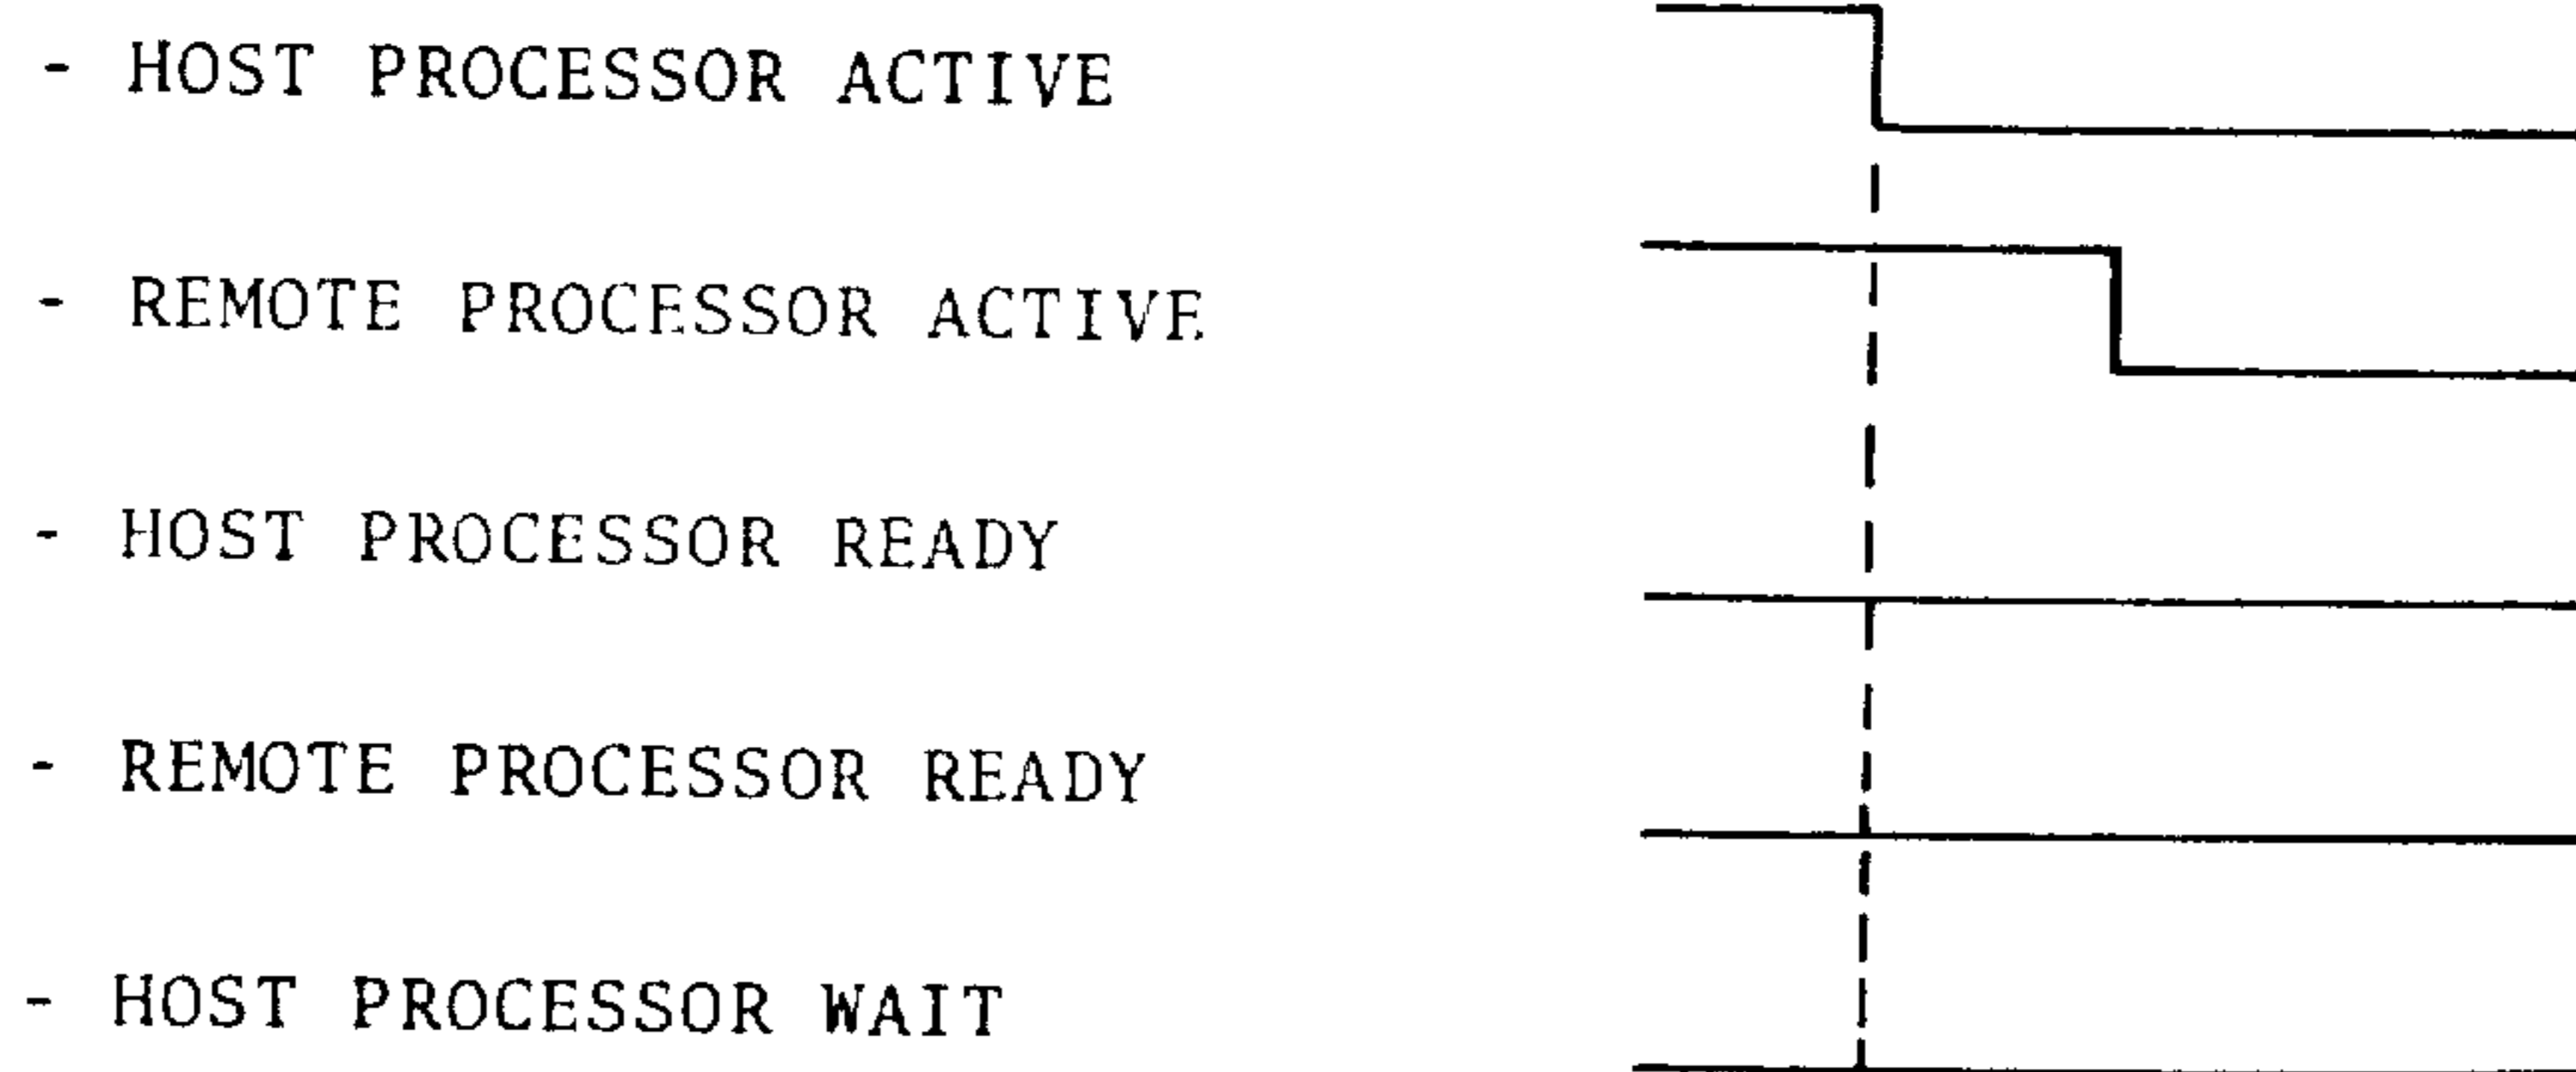 - HOST PROCESSOR ACTIVE
- REMOTE PROCESSOR ACTIVE
- HOST PROCESSOR READY
- REMOTE PROCESSOR READY
- HOST PROCESSOR WAIT